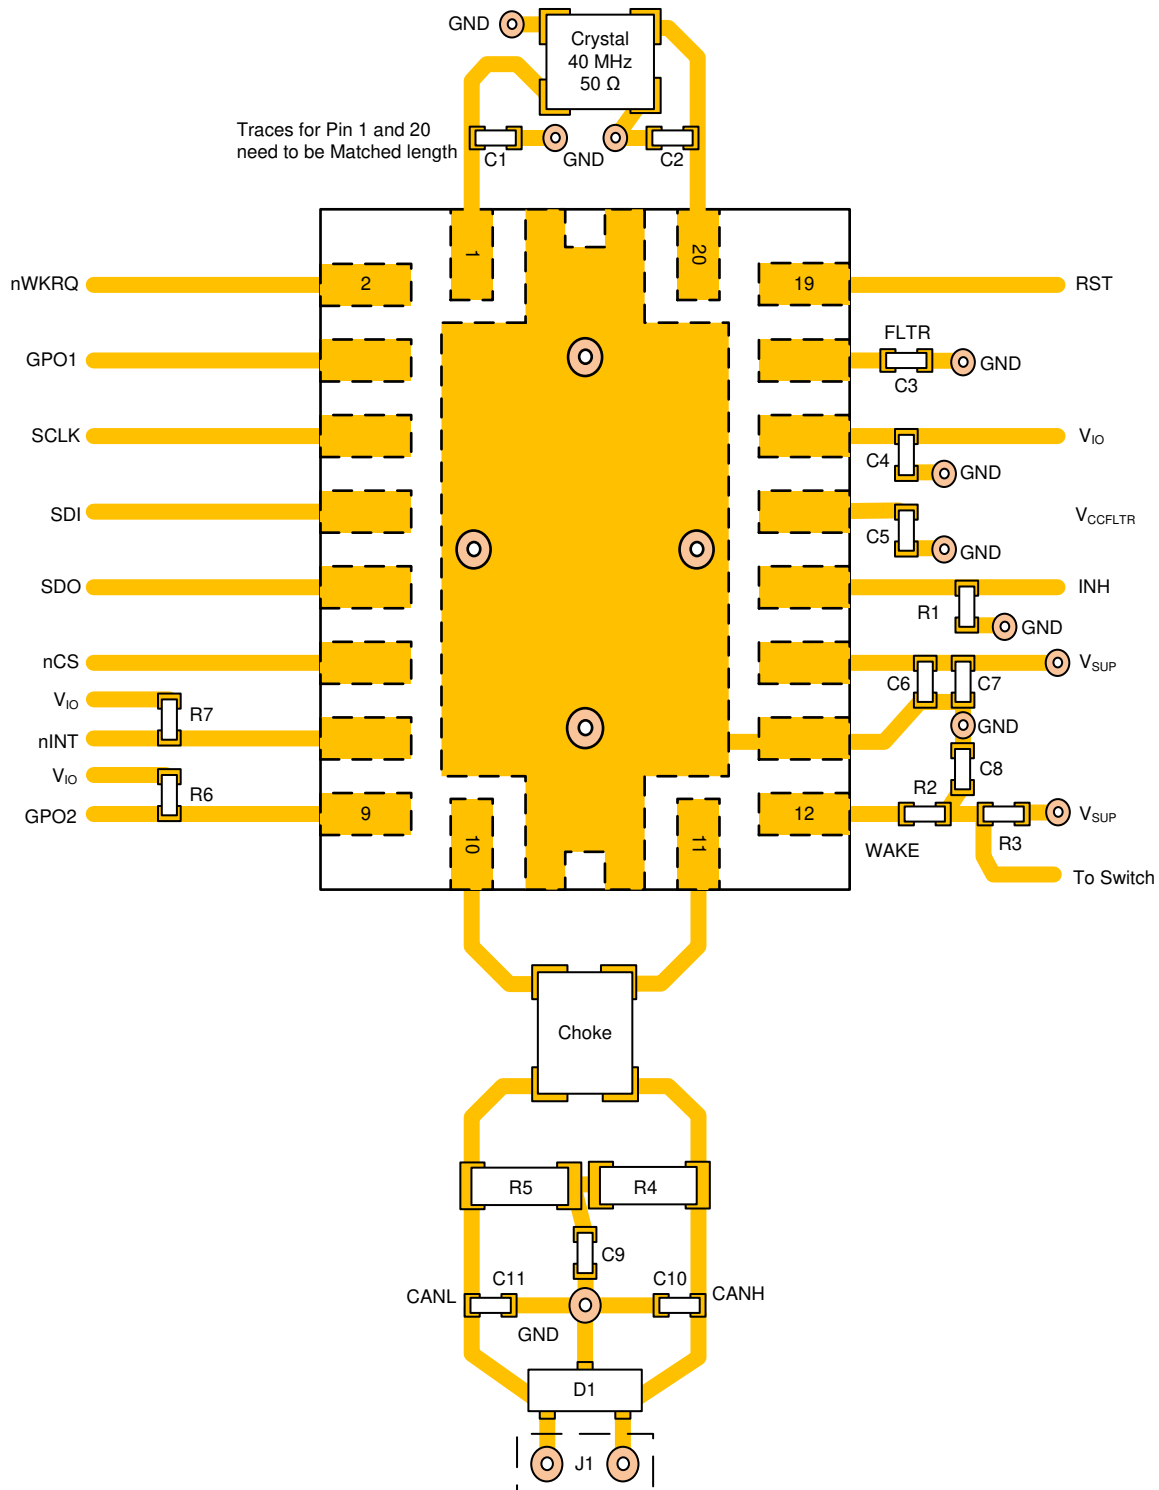 GND
Crystal
40 MHz
50 Ω
Traces for Pin 1 and 20
need to be Matched length
C1
GND
C2
1
20
nWKRQ
2
19
RST
GPO1
FLTR
C3
GND
SCLK
VIO
C4
GND
SDI
VCCFLTR
C5
GND
SDO
INH
R1
GND
nCS
VSUP
C6
C7
VIO
R7
nINT
GND
VIO
R6
C8
R2
GPO2
9
12
VSUP
R3
10
11
WAKE
To Switch
Choke
R5
R4
C9
C11
C10
CANL
CANH
GND
D1
J1